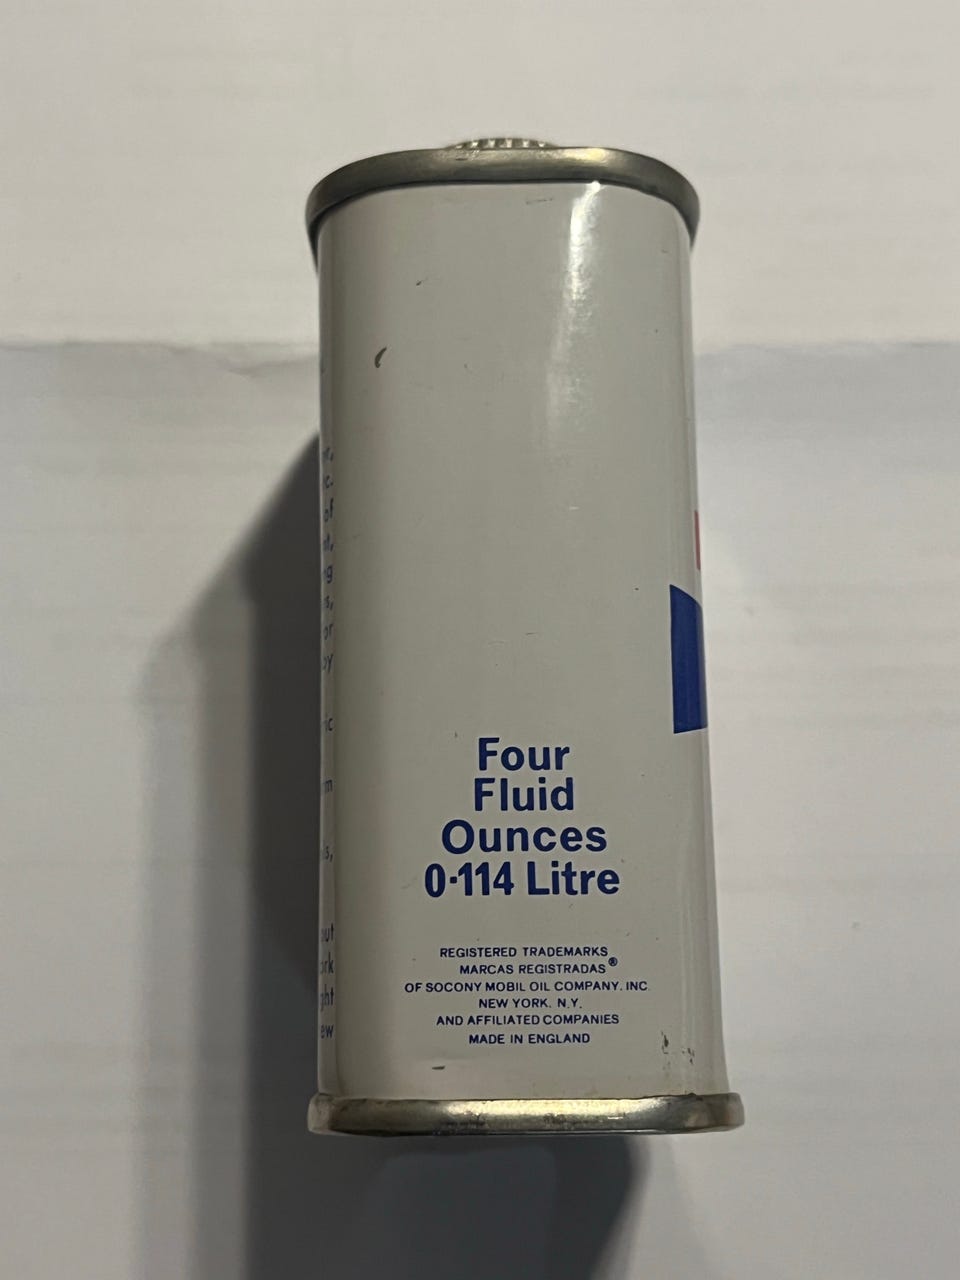 Four
Fluid
Ounces
0·114 Litre
REGISTERED TRADEMARKS
MARCAS REGISTRADAS®
OF SOCONY MOBIL OIL COMPANY. INC
NEW YORK. N.Y.
AND AFFILIATED COMPANIES
MADE IN ENGLAND